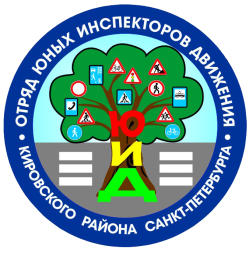 ОТРЯД ЮНЫХ ИНСПЕКТОРОВ ДВИЖЕНИЯ
ЮИД
КИРОВСКОГО РАЙОНА САНКТ-ПЕТЕРБУРГА